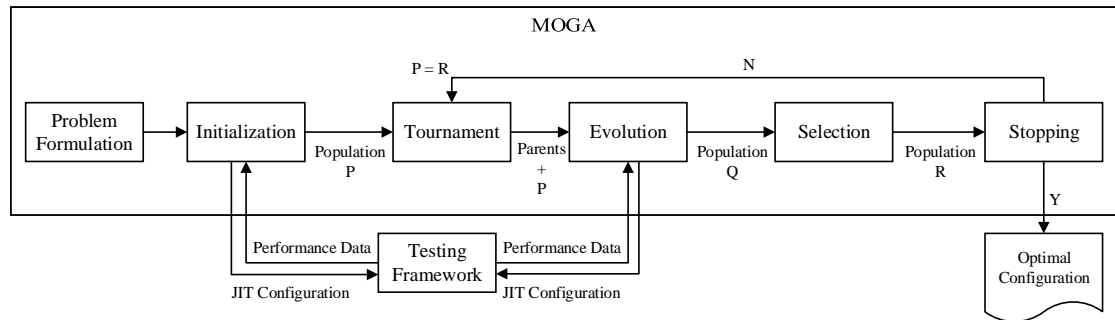 MOGA
N
P = R
Problem
Formulation
Initialization
Tournament
Evolution
Selection
Stopping
Population
P
Parents
+
P
Population
Q
Population
R
Y
Performance Data
Testing
Framework
Performance Data
JIT Configuration
JIT Configuration
Optimal
Configuration